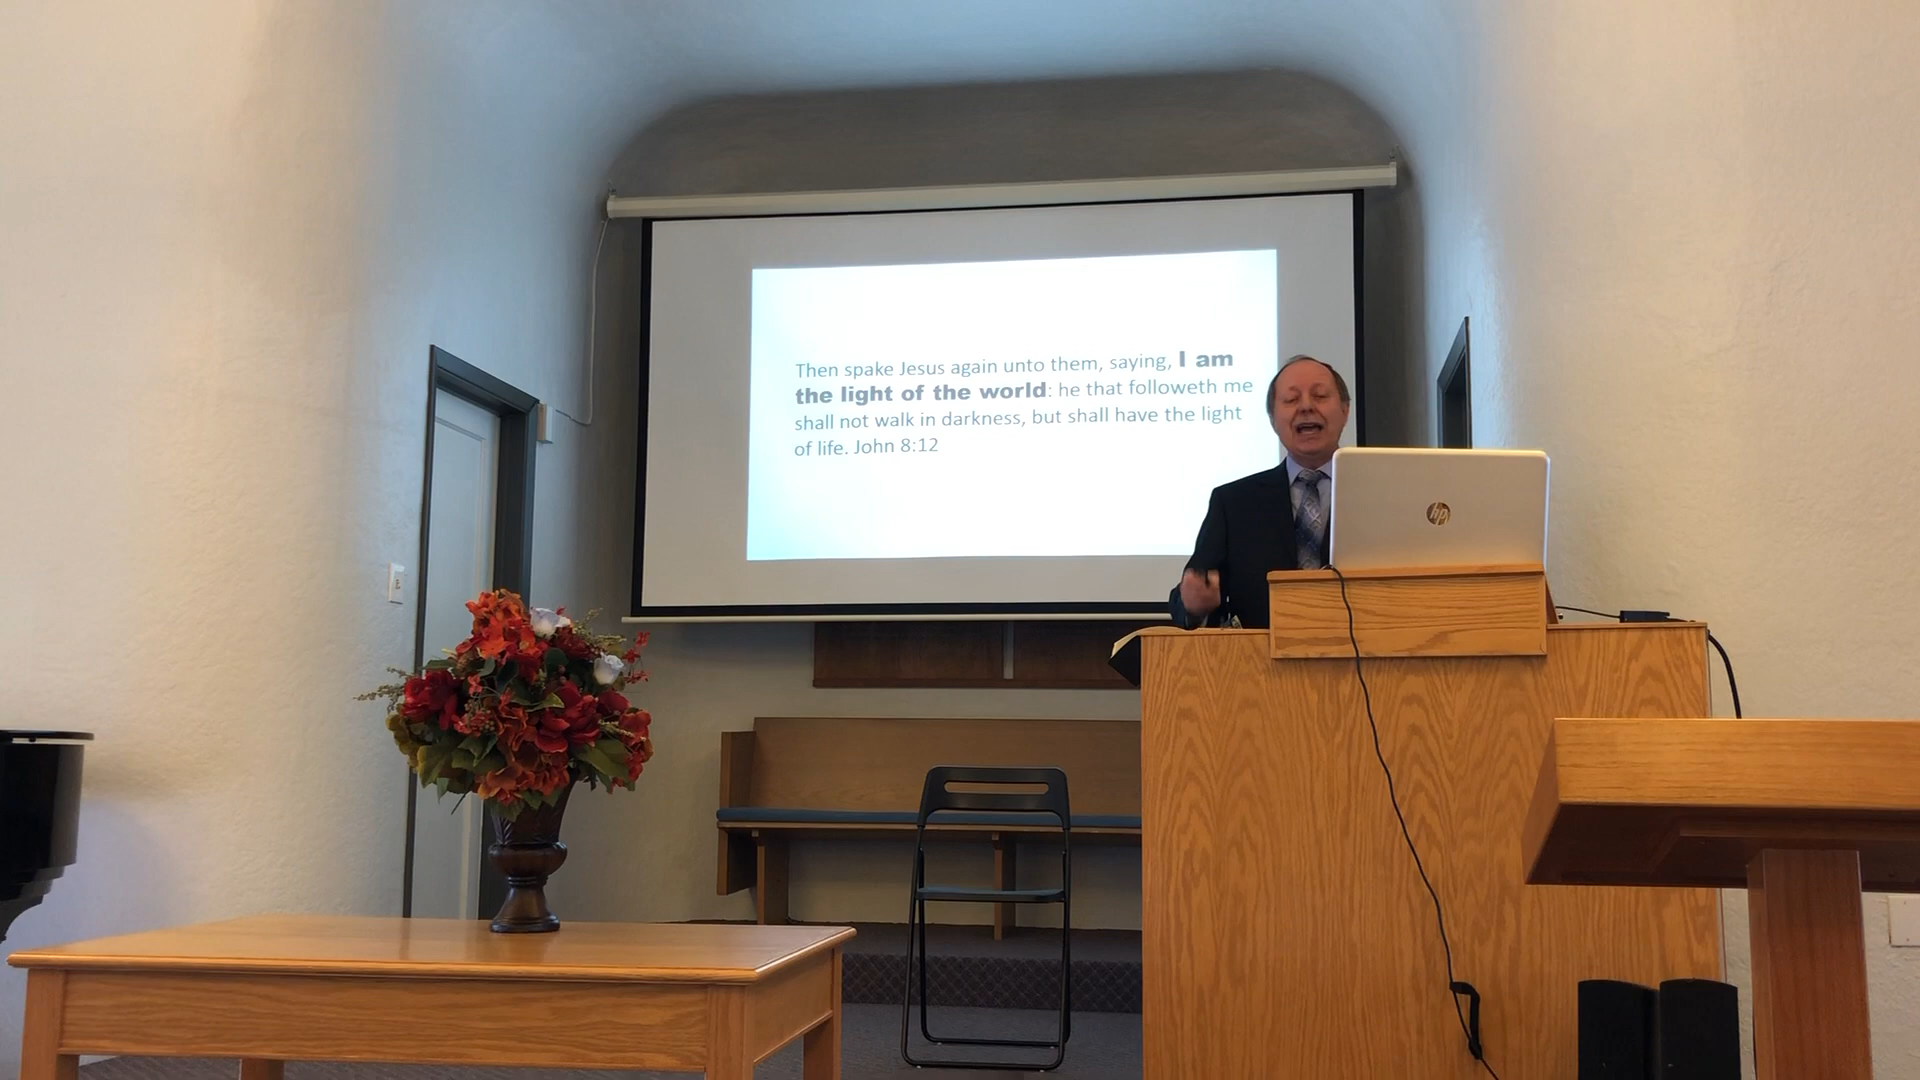 Then spake Jesus again unto them, saying, I am
the light of the world: he that followeth me
shall not walk in darkness, but shall have the light
of life. John 8:12
hp